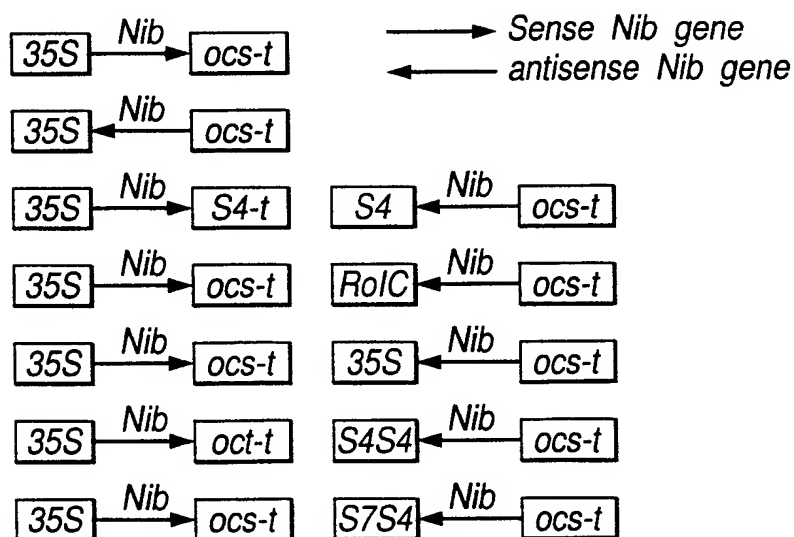 35S Nib ocs-t Sense Nib gene
antisense Nib gene
35S Nib ocs-t
35S Nib S4-t S4 Nib ocs-t
35S Nib ocs-t RolC Nib ocs-t
35S Nib ocs-t 35S Nib ocs-t
35S Nib oct-t S4S4 Nib ocs-t
35S Nib ocs-t S7S4 Nib ocs-t